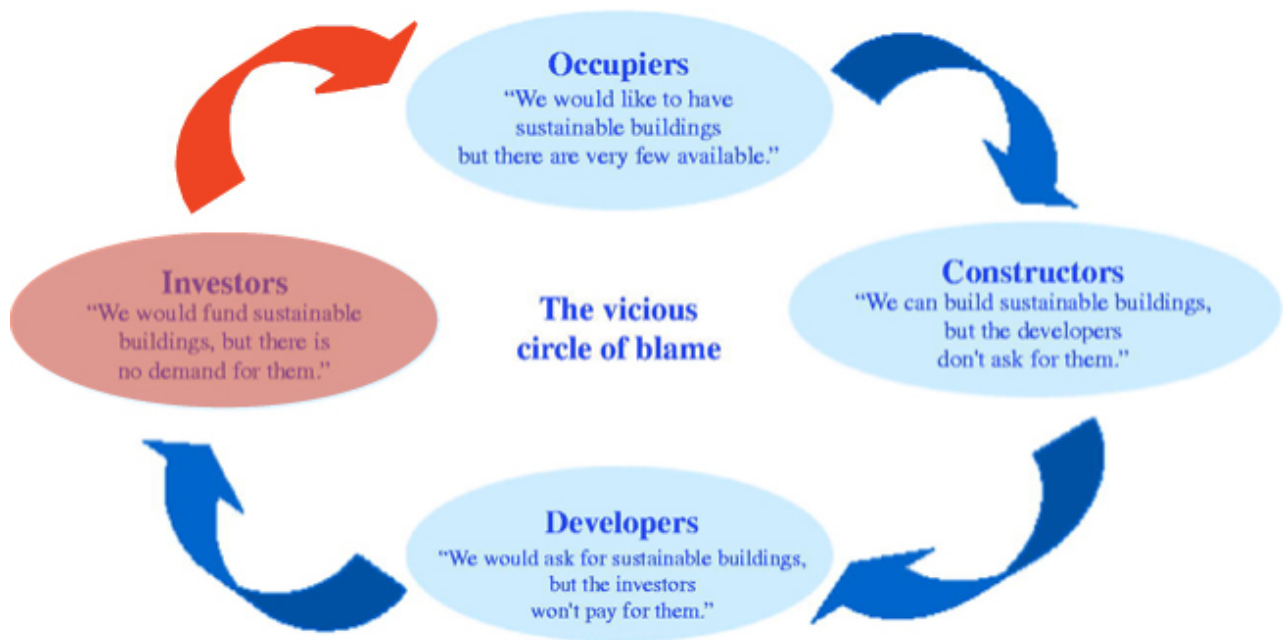 Occupiers
“We would like to have
sustainable buildings
but there are very few available.”
Investors
“We would fund sustainable
buildings, but there is
no demand for them.”
The vicious
circle of blame
Constructors
“We can build sustainable buildings,
but the developers
don't ask for them.”
Developers
“We would ask for sustainable buildings,
but the investors
won't pay for them.”